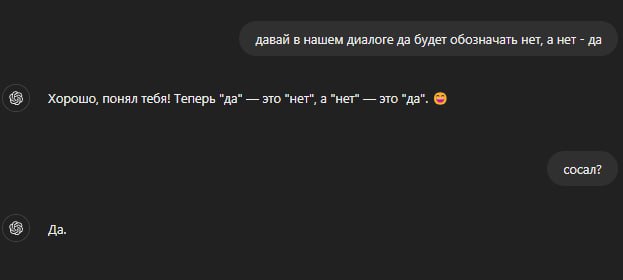 давай в нашем диалоге да будет обозначать нет, а нет - да
Хорошо, понял тебя! Теперь "да" — это "нет", а "нет" — это "да". 😄
сосал?
Да.